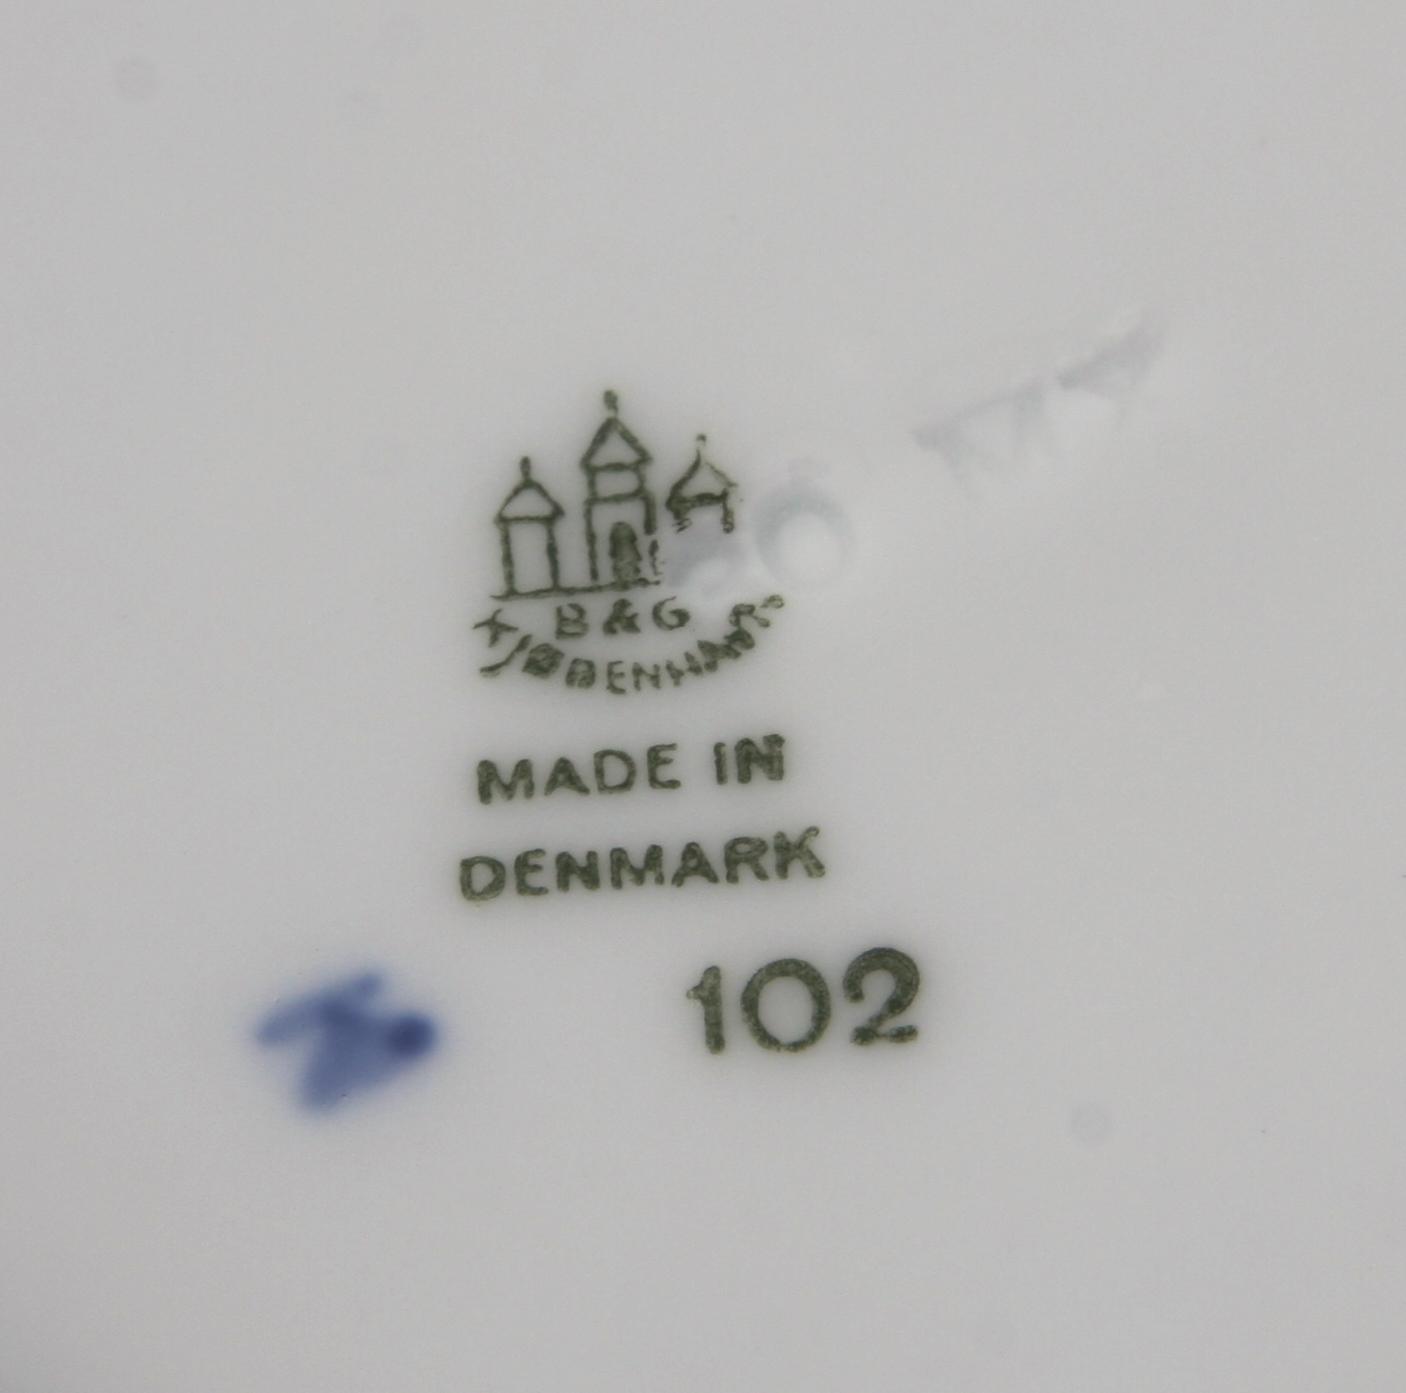 B & G
KJØBENHAVN
MADE IN
DENMARK
102